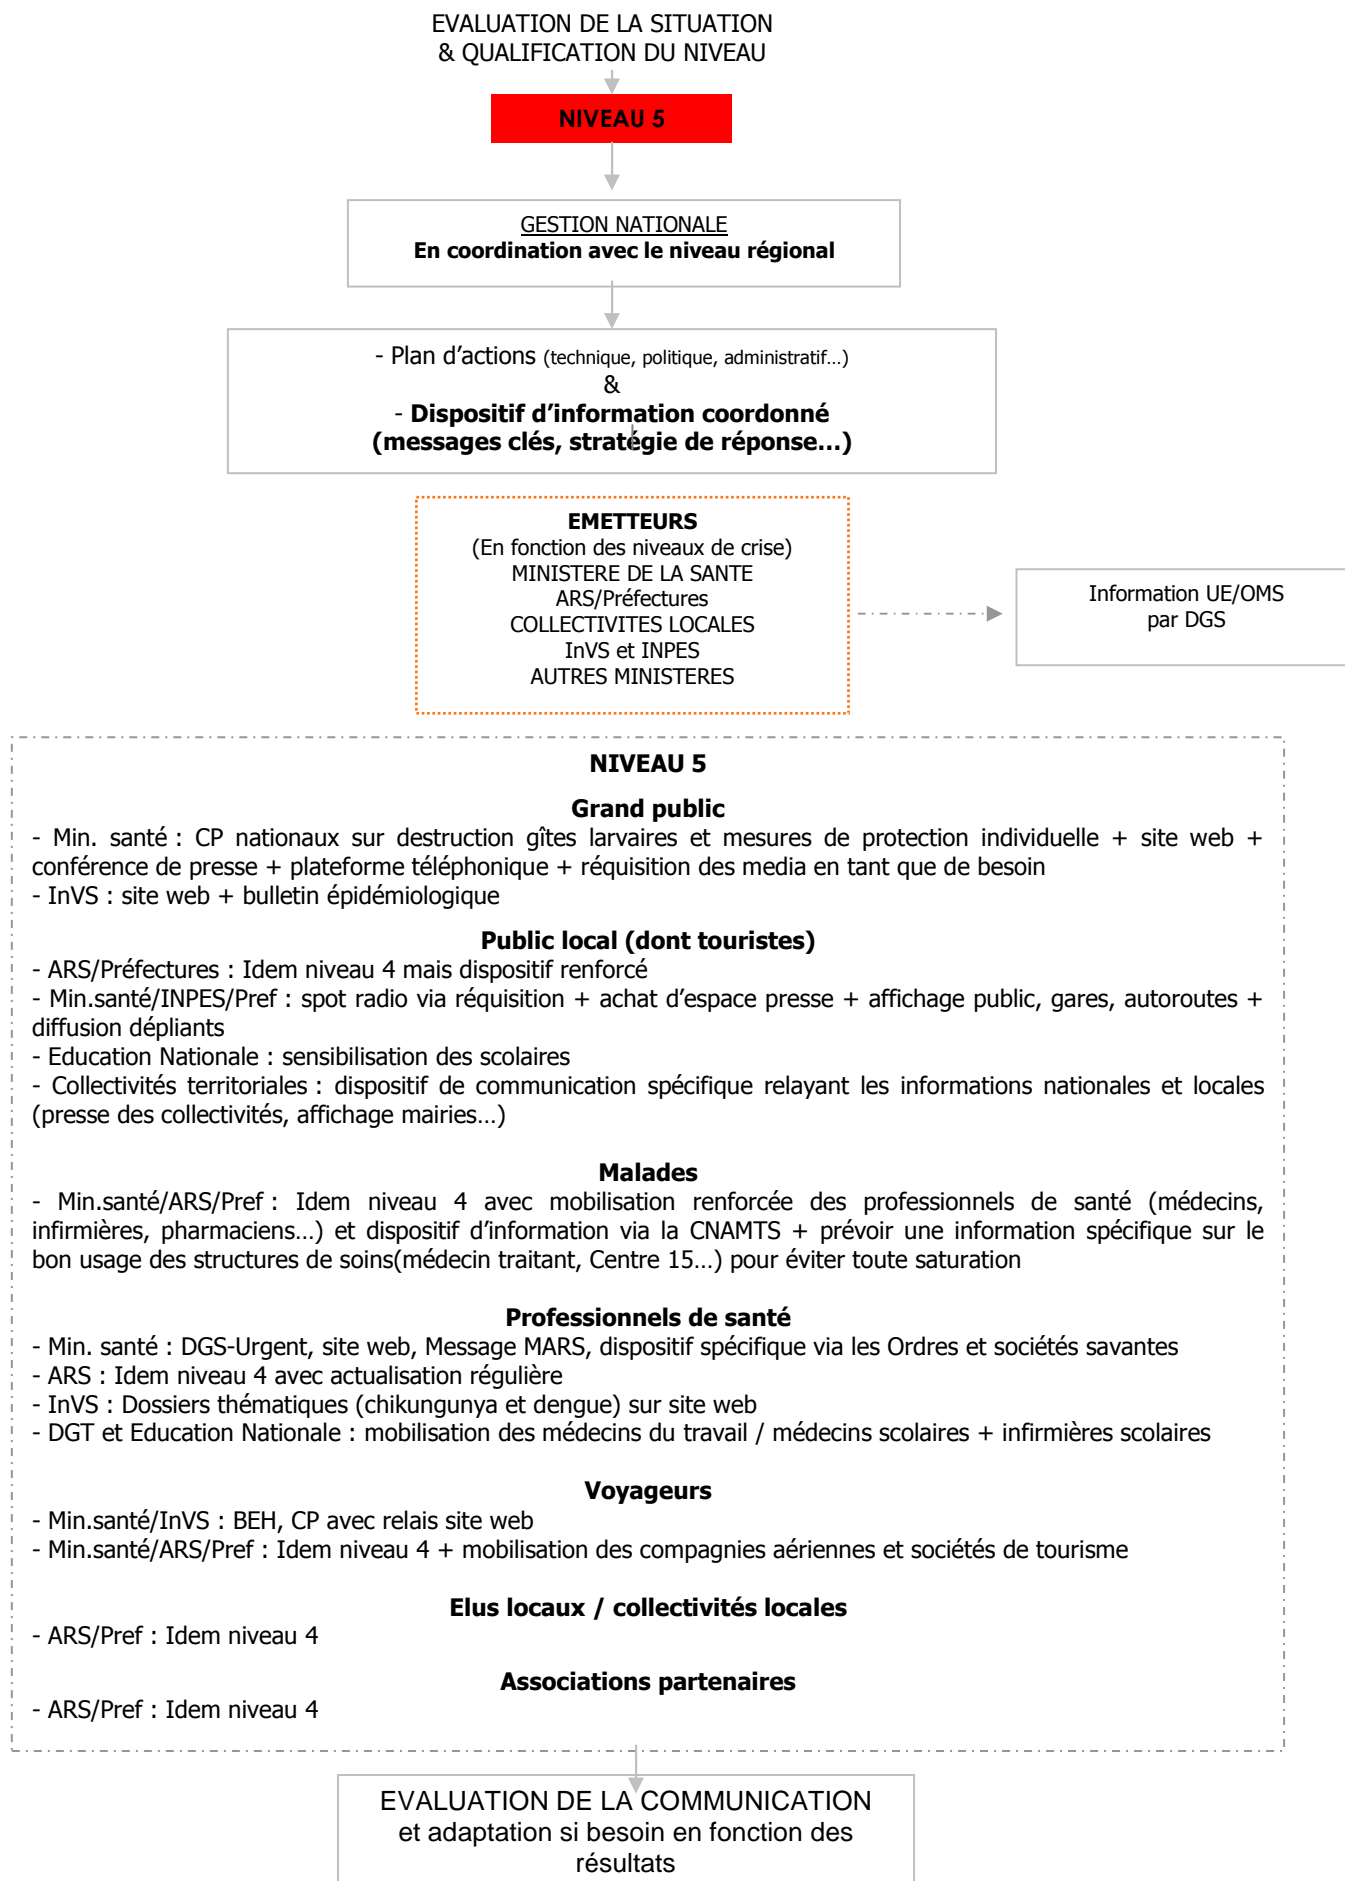 EVALUATION DE LA SITUATION
& QUALIFICATION DU NIVEAU
NIVEAU 5
GESTION NATIONALE
En coordination avec le niveau régional
- Plan d’actions (technique, politique, administratif…)
&
- Dispositif d’information coordonné
(messages clés, stratégie de réponse…)
EMETTEURS
(En fonction des niveaux de crise)
MINISTERE DE LA SANTE
ARS/Préfectures
COLLECTIVITES LOCALES
InVS et INPES
AUTRES MINISTERES
Information UE/OMS
par DGS
NIVEAU 5
Grand public
- Min. santé : CP nationaux sur destruction gîtes larvaires et mesures de protection individuelle + site web +
conférence de presse + plateforme téléphonique + réquisition des media en tant que de besoin
- InVS : site web + bulletin épidémiologique
Public local (dont touristes)
- ARS/Préfectures : Idem niveau 4 mais dispositif renforcé
- Min.santé/INPES/Pref : spot radio via réquisition + achat d’espace presse + affichage public, gares, autoroutes +
diffusion dépliants
- Education Nationale : sensibilisation des scolaires
- Collectivités territoriales : dispositif de communication spécifique relayant les informations nationales et locales
(presse des collectivités, affichage mairies…)
Malades
- Min.santé/ARS/Pref : Idem niveau 4 avec mobilisation renforcée des professionnels de santé (médecins,
infirmières, pharmaciens…) et dispositif d’information via la CNAMTS + prévoir une information spécifique sur le
bon usage des structures de soins(médecin traitant, Centre 15…) pour éviter toute saturation
Professionnels de santé
- Min. santé : DGS-Urgent, site web, Message MARS, dispositif spécifique via les Ordres et sociétés savantes
- ARS : Idem niveau 4 avec actualisation régulière
- InVS : Dossiers thématiques (chikungunya et dengue) sur site web
- DGT et Education Nationale : mobilisation des médecins du travail / médecins scolaires + infirmières scolaires
Voyageurs
- Min.santé/InVS : BEH, CP avec relais site web
- Min.santé/ARS/Pref : Idem niveau 4 + mobilisation des compagnies aériennes et sociétés de tourisme
Elus locaux / collectivités locales
- ARS/Pref : Idem niveau 4
Associations partenaires
- ARS/Pref : Idem niveau 4
EVALUATION DE LA COMMUNICATION
et adaptation si besoin en fonction des
résultats